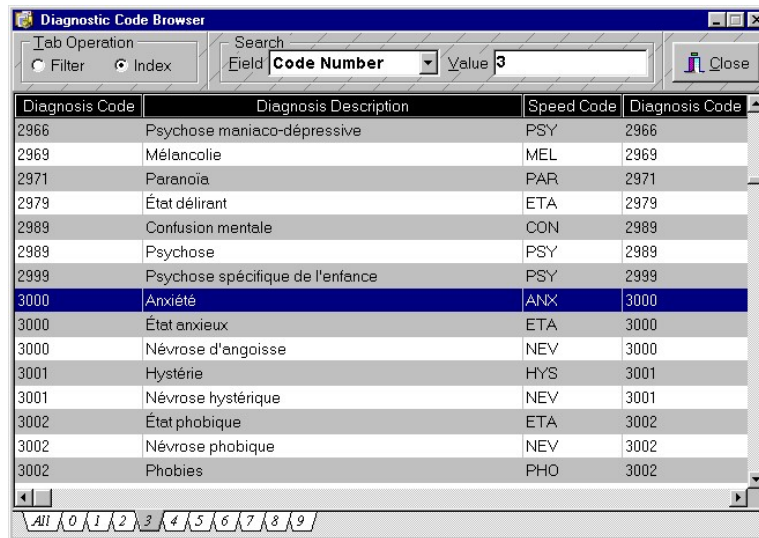 Diagnostic Code Browser
Tab Operation
Filter Index
Search
Field Code Number Value 3
Close
Diagnosis Code Diagnosis Description Speed Code Diagnosis Code
2966 Psychose maniaco-dépressive PSY 2966
2969 Mélancolie MEL 2969
2971 Paranoïa PAR 2971
2979 État délirant ETA 2979
2989 Confusion mentale CON 2989
2989 Psychose PSY 2989
2999 Psychose spécifique de l'enfance PSY 2999
3000 Anxiété ANX 3000
3000 État anxieux ETA 3000
3000 Névrose d'angoisse NEV 3000
3001 Hystérie HYS 3001
3001 Névrose hystérique NEV 3001
3002 État phobique ETA 3002
3002 Névrose phobique NEV 3002
3002 Phobies PHO 3002
All 0 1 2 3 4 5 6 7 8 9